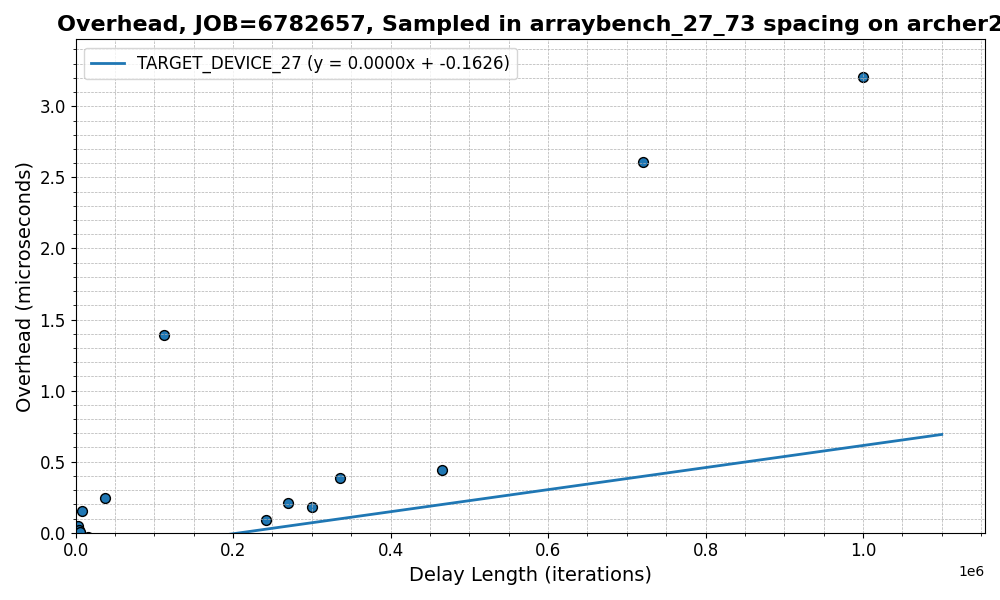 Overhead, JOB=6782657, Sampled in arraybench_27_73 spacing on archer2
TARGET_DEVICE_27 (y = 0.0000x + -0.1626)
Overhead (microseconds)
3.0
2.5
2.0
1.5
1.0
0.5
0.0
0.0 0.2 0.4 0.6 0.8 1.0
1e6
Delay Length (iterations)